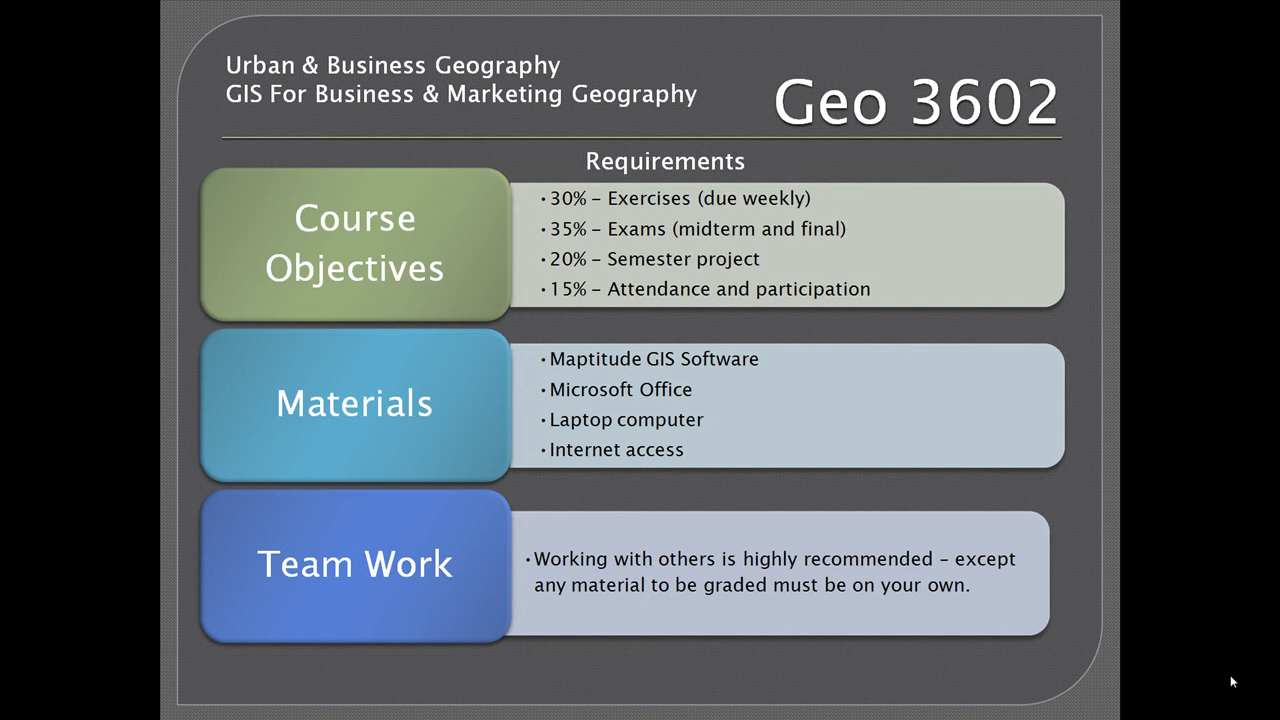 Urban & Business Geography
GIS For Business & Marketing Geography
Geo 3602
Requirements
Course
Objectives
•30% – Exercises (due weekly)
•35% – Exams (midterm and final)
•20% – Semester project
•15% – Attendance and participation
Materials
•Maptitude GIS Software
•Microsoft Office
•Laptop computer
•Internet access
Team Work
•Working with others is highly recommended – except
any material to be graded must be on your own.